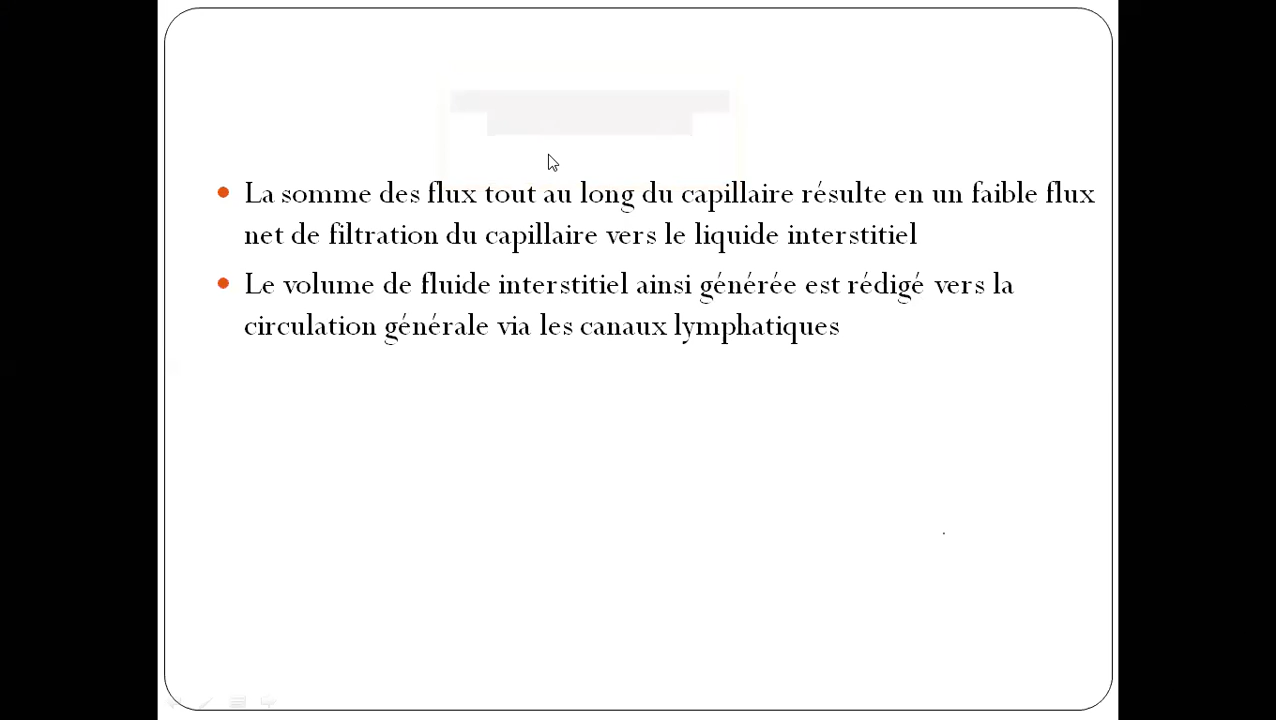 La somme des flux tout au long du capillaire résulte en un faible flux
net de filtration du capillaire vers le liquide interstitiel
Le volume de fluide interstitiel ainsi générée est rédigé vers la
circulation générale via les canaux lymphatiques